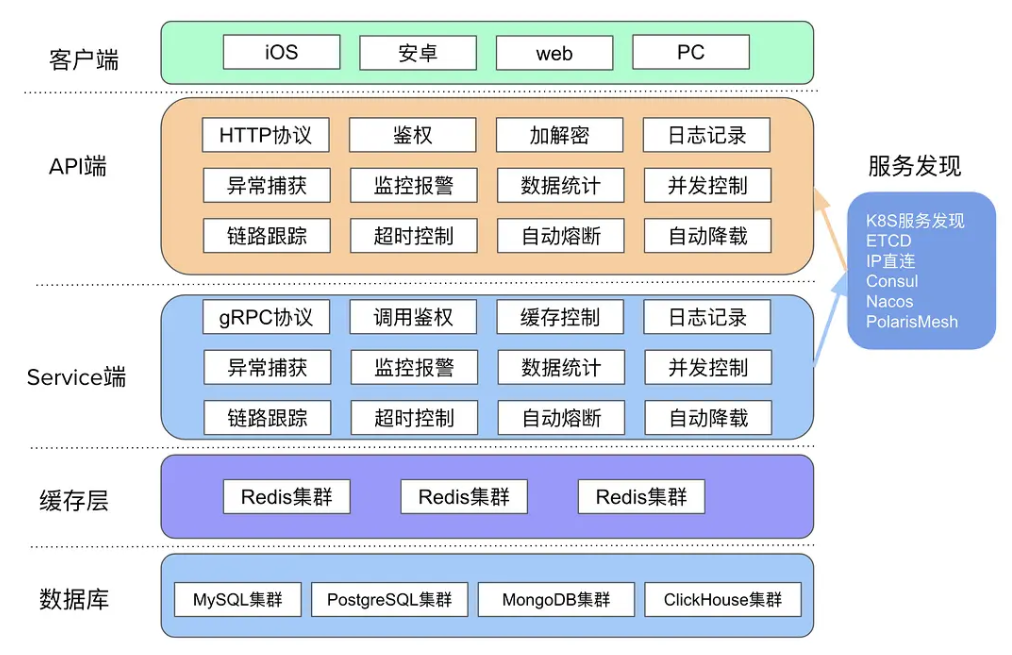 客户端
iOS
安卓
web
PC
API端
HTTP协议
鉴权
加解密
日志记录
异常捕获
监控报警
数据统计
并发控制
链路跟踪
超时控制
自动熔断
自动降载
服务发现
K8S服务发现
ETCD
IP直连
Consul
Nacos
PolarisMesh
Service端
gRPC协议
调用鉴权
缓存控制
日志记录
异常捕获
监控报警
数据统计
并发控制
链路跟踪
超时控制
自动熔断
自动降载
缓存层
Redis集群
Redis集群
Redis集群
数据库
MySQL集群
PostgreSQL集群
MongoDB集群
ClickHouse集群